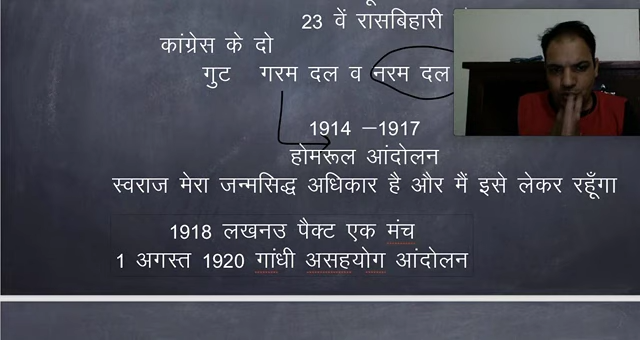 23 वें रासबिहारी
कांग्रेस के दो
गुट गरम दल व नरम दल
1914 –1917
होमरूल आंदोलन
स्वराज मेरा जन्मसिद्ध अधिकार है और मैं इसे लेकर रहूँगा
1918 लखनउ पैक्ट एक मंच
1 अगस्त 1920 गांधी असहयोग आंदोलन